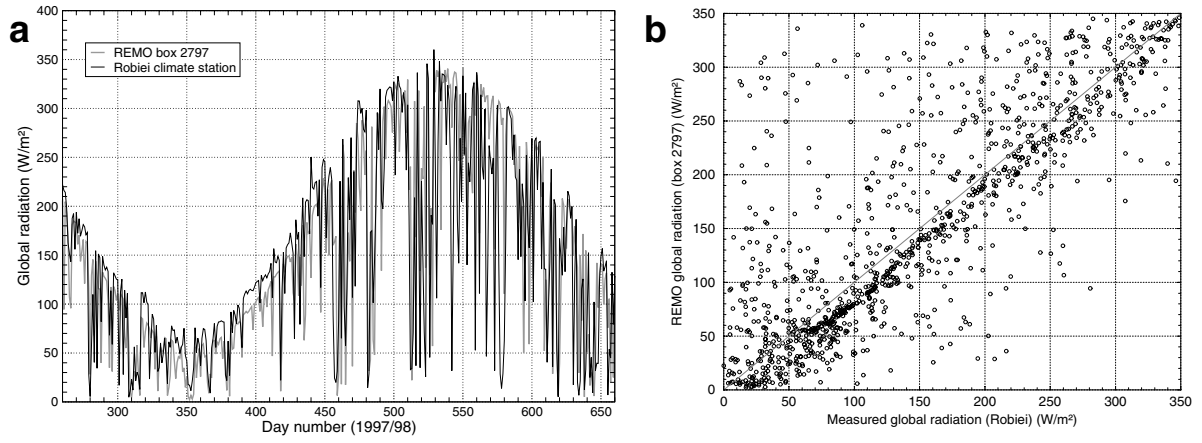 a
REMO box 2797
Robiei climate station
Global radiation (W/m²)
400
350
300
250
200
150
100
50
0
300 350 400 450 500 550 600 650
Day number (1997/98)
b
REMO global radiation (box 2797) (W/m²)
350
300
250
200
150
100
50
0
0 50 100 150 200 250 300 350
Measured global radiation (Robiei) (W/m²)